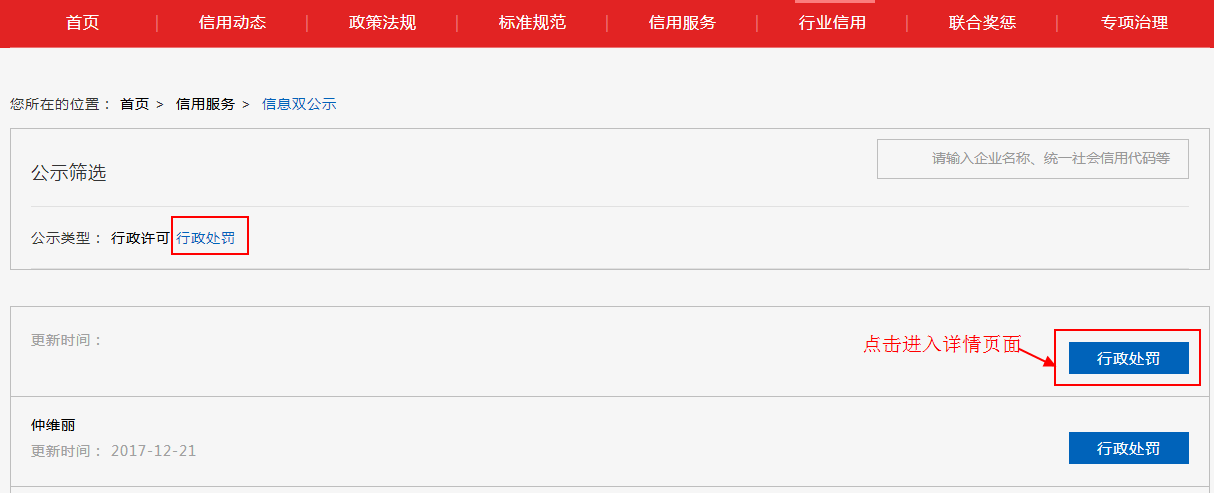 首页 信用动态 政策法规 标准规范 信用服务 行业信用 联合奖惩 专项治理
您所在的位置： 首页 > 信用服务 > 信息双公示
请输入企业名称、统一社会信用代码等
公示筛选
公示类型： 行政许可 行政处罚
更新时间：
点击进入详情页面
行政处罚
仲维丽
更新时间： 2017-12-21
行政处罚